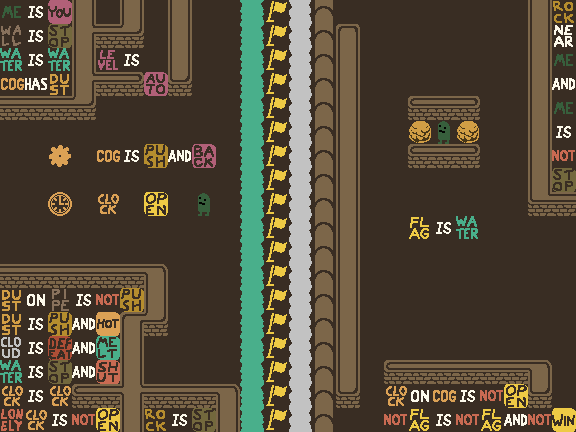 ME IS YOU
WALL IS STOP
WATER IS WATER
COG HAS DUST
LEVEL IS
AUTO
COG IS PUSH AND BACK
CLOCK OPEN
ROCK
NEAR
ME
AND
ME
IS
NOT
STOP
FLAG IS WATER
DUST ON PIPE IS NOT PUSH
DUST IS PUSH AND HOT
CLOUD IS DEFEAT AND MELT
WATER IS STOP AND SHUT
CLOCK IS CLOCK
LONELY CLOCK IS NOT OPEN
ROCK IS STOP
CLOCK ON COG IS NOT OPEN
NOT FLAG IS NOT FLAG AND NOT WIN